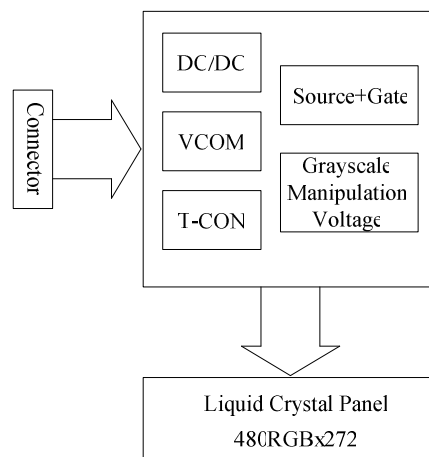 Connector
DC/DC
VCOM
T-CON
Source+Gate
Grayscale
Manipulation
Voltage
Liquid Crystal Panel
480RGBx272